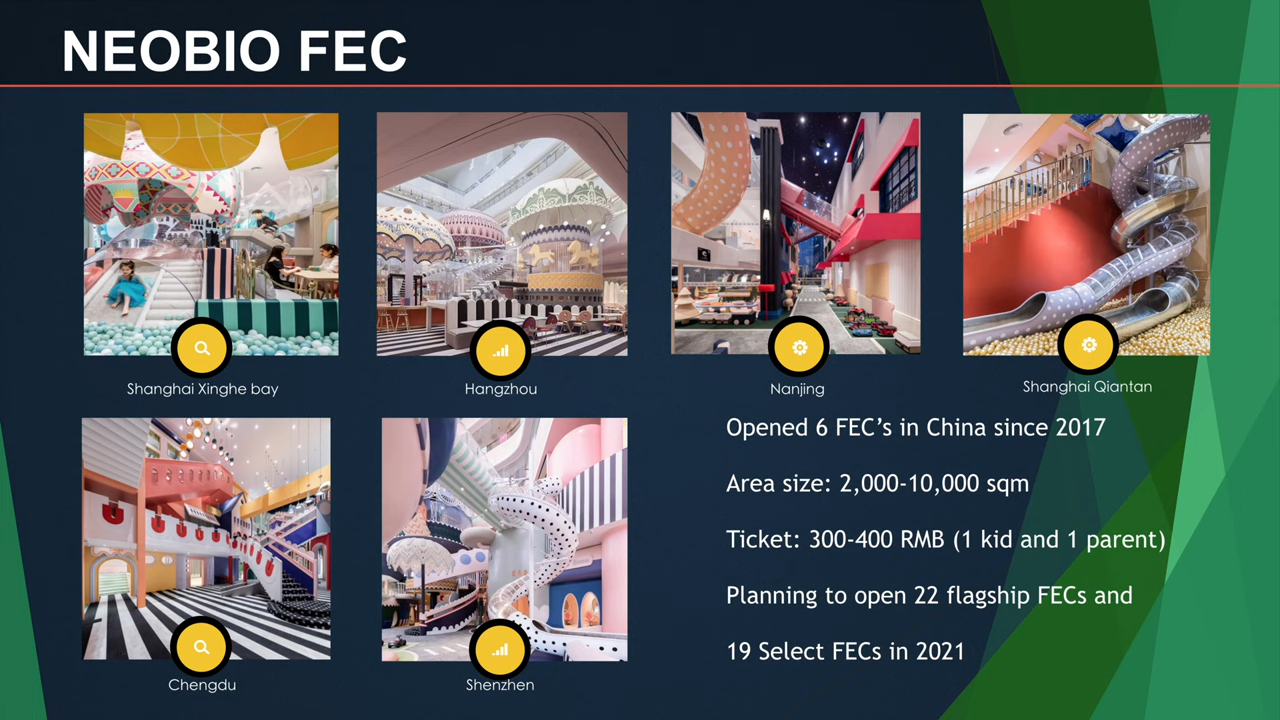 NEOBIO FEC
Shanghai Xinghe bay
Hangzhou
Nanjing
Shanghai Qiantan
Chengdu
Shenzhen
Opened 6 FEC’s in China since 2017
Area size: 2,000-10,000 sqm
Ticket: 300-400 RMB (1 kid and 1 parent)
Planning to open 22 flagship FECs and
19 Select FECs in 2021